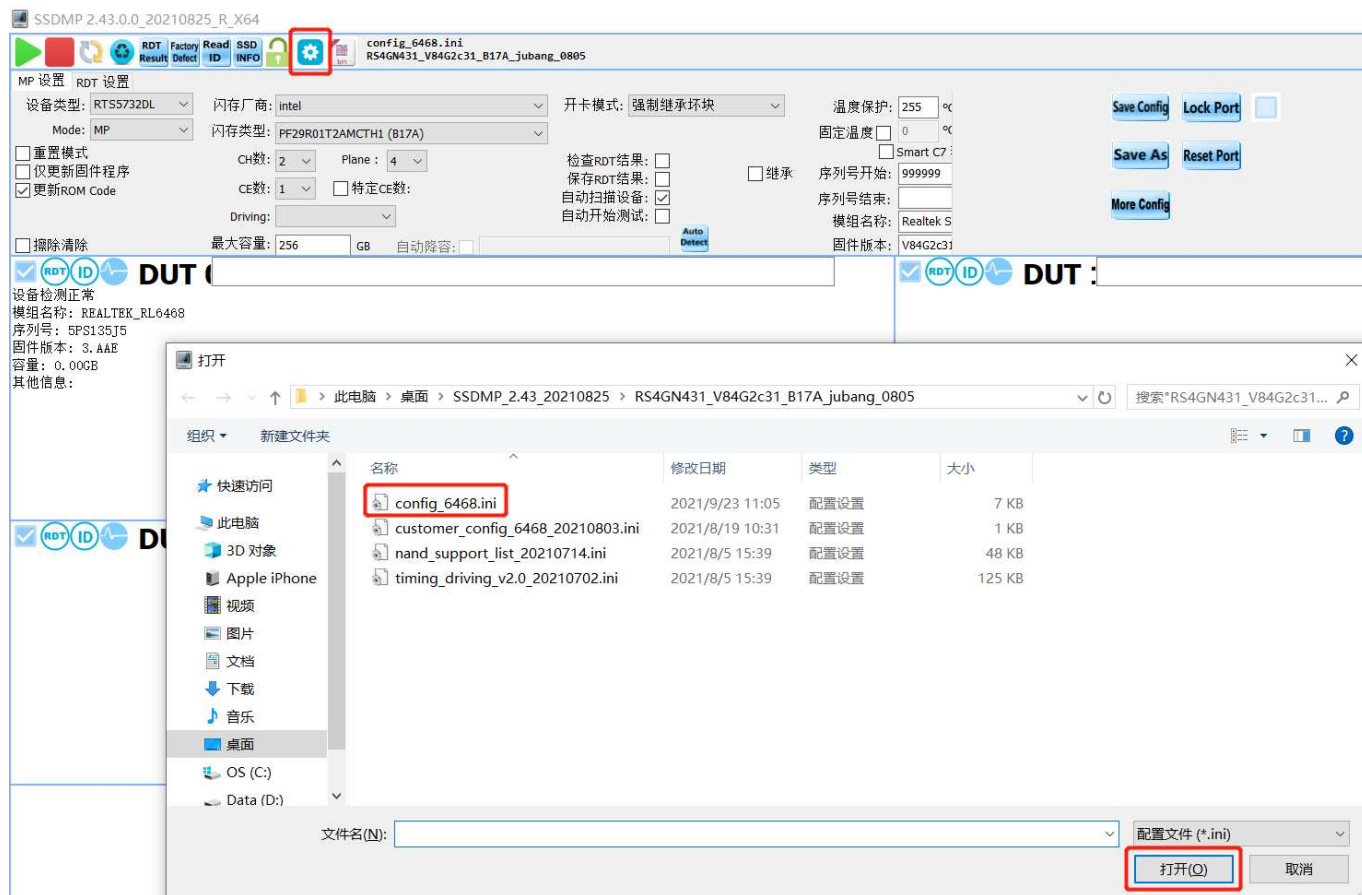 SSDMP 2.43.0.0_20210825_R_X64
RDT Result Factory Defect Read ID SSD INFO bin config_6468.ini
RS4GN431_V84G2c31_B17A_jubang_0805
MP 设置 RDT 设置
设备类型: RTS5732DL 闪存厂商: intel 开卡模式: 强制继承坏块 温度保护: 255 ℃ Save Config Lock Port
Mode: MP 闪存类型: PF29R01T2AMCTH1 (B17A) 固定温度 0 ℃
重置模式 CH数: 2 Plane : 4 检查RDT结果: Smart C7 Save As Reset Port
仅更新固件程序 保存RDT结果: 继承 序列号开始: 999999
更新ROM Code CE数: 1 特定CE数: 自动扫描设备: 序列号结束: More Config
Driving: 自动开始测试: 模组名称: Realtek S
擦除清除 最大容量: 256 GB 自动降容: Auto Detect 固件版本: V84G2c31
RDT ID DUT RDT ID DUT :
设备检测正常
模组名称: REALTEK_RL6468
序列号: 5PS135J5
固件版本: 3.AAE
容量: 0.00GB
其他信息:
RDT ID
打开
此电脑 › 桌面 › SSDMP_2.43_20210825 › RS4GN431_V84G2c31_B17A_jubang_0805 搜索"RS4GN431_V84G2c31...
组织 新建文件夹
名称 修改日期 类型 大小
快速访问
此电脑
3D 对象
Apple iPhone
视频
图片
文档
下载
音乐
桌面
OS (C:)
Data (D:)
config_6468.ini 2021/9/23 11:05 配置设置 7 KB
customer_config_6468_20210803.ini 2021/8/19 10:31 配置设置 1 KB
nand_support_list_20210714.ini 2021/8/5 15:39 配置设置 48 KB
timing_driving_v2.0_20210702.ini 2021/8/5 15:39 配置设置 125 KB
文件名(N): 配置文件 (*.ini)
打开(O) 取消